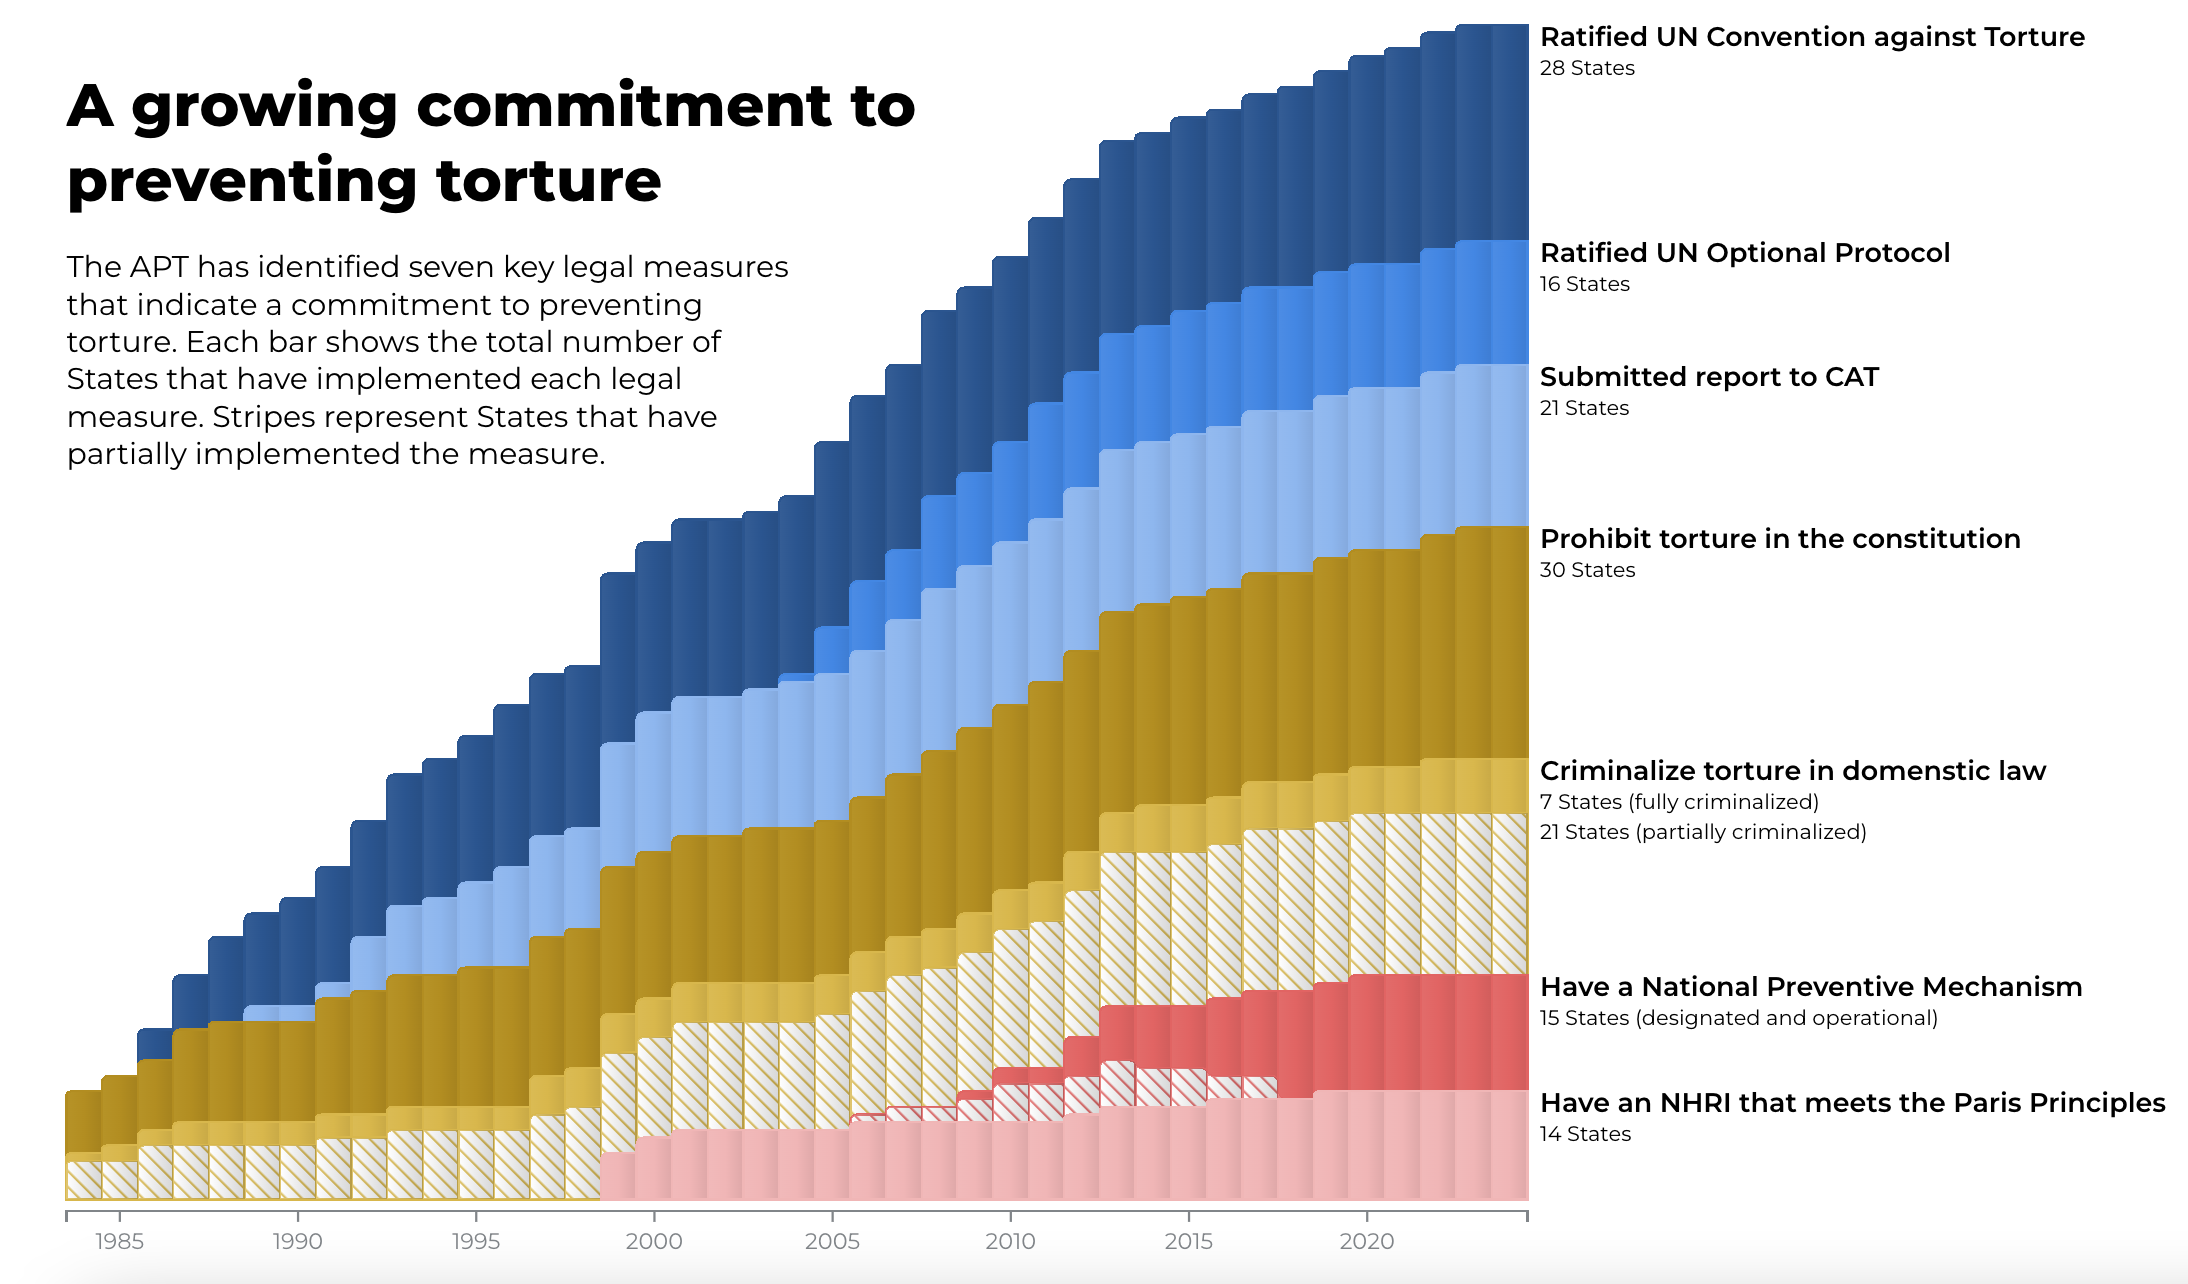 A growing commitment to
preventing torture
The APT has identified seven key legal measures
that indicate a commitment to preventing
torture. Each bar shows the total number of
States that have implemented each legal
measure. Stripes represent States that have
partially implemented the measure.
Ratified UN Convention against Torture
28 States
Ratified UN Optional Protocol
16 States
Submitted report to CAT
21 States
Prohibit torture in the constitution
30 States
Criminalize torture in domenstic law
7 States (fully criminalized)
21 States (partially criminalized)
Have a National Preventive Mechanism
15 States (designated and operational)
Have an NHRI that meets the Paris Principles
14 States
1985 1990 1995 2000 2005 2010 2015 2020